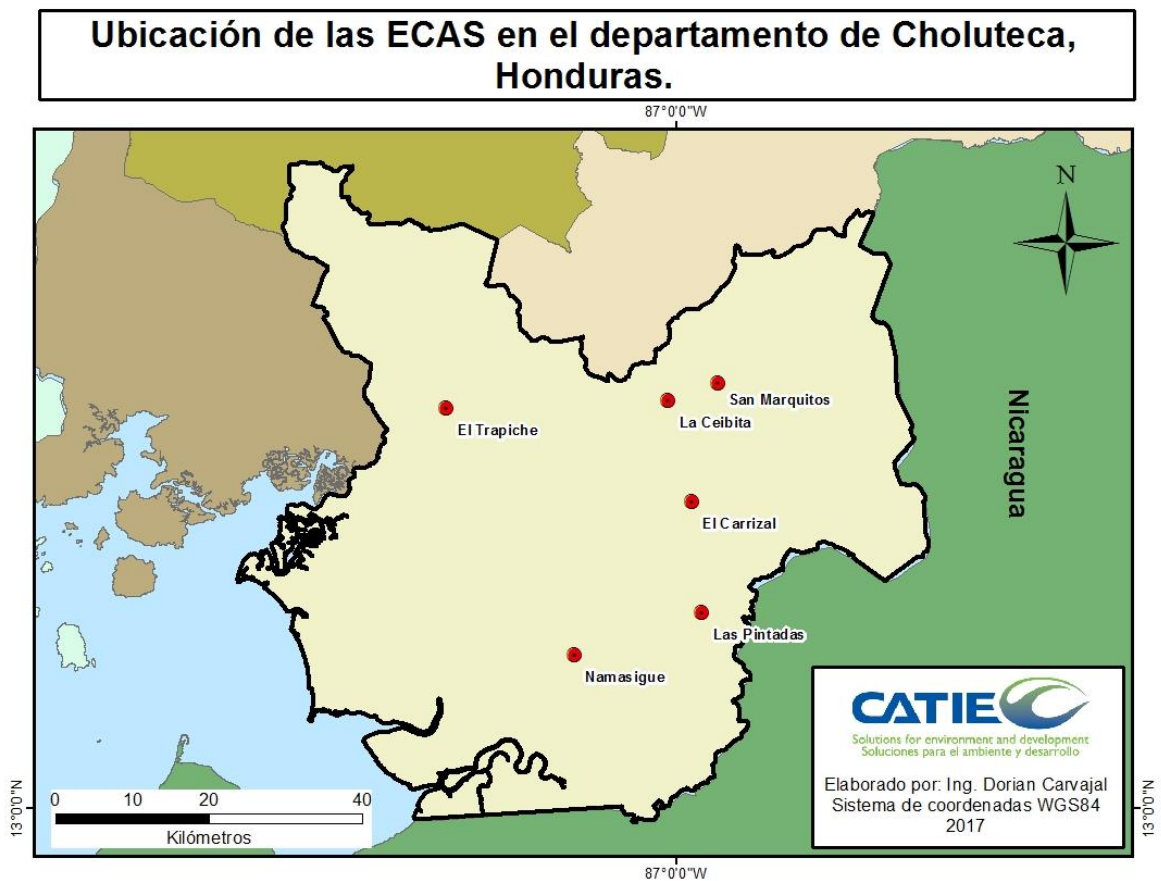 Ubicación de las ECAS en el departamento de Choluteca,
Honduras.
87°0'0"W
N
San Marquitos
La Ceibita
El Trapiche
Nicaragua
El Carrizal
Las Pintadas
Namasigue
CATIE
Solutions for environment and development
Soluciones para el ambiente y desarrollo
Elaborado por: Ing. Dorian Carvajal
Sistema de coordenadas WGS84
2017
0 10 20 40
Kilómetros
13°0'0"N
13°0'0"N
87°0'0"W